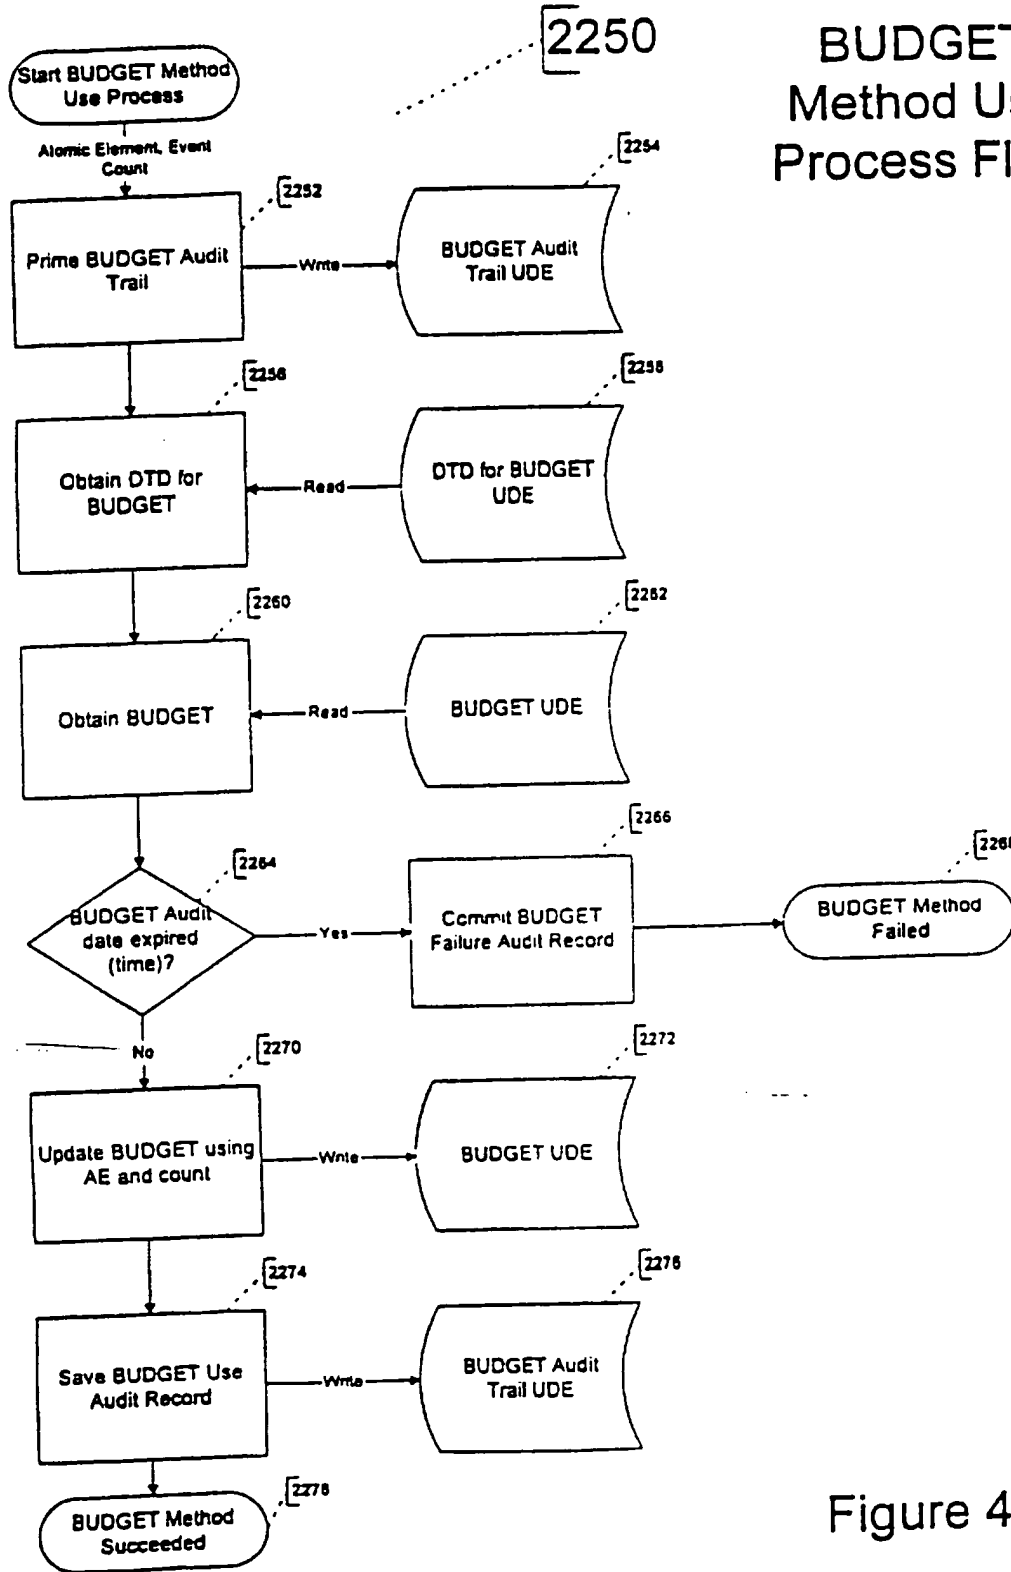 2250
BUDGET
Method Us
Process Fl
Start BUDGET Method
Use Process
Atomic Element, Event
Count
2252
Prime BUDGET Audit
Trail
Write
2254
BUDGET Audit
Trail UDE
2256
Obtain DTD for
BUDGET
Read
2258
DTD for BUDGET
UDE
2260
Obtain BUDGET
Read
2262
BUDGET UDE
2264
BUDGET Audit
date expired
(time)?
Yes
2266
Commit BUDGET
Failure Audit Record
2268
BUDGET Method
Failed
No
2270
Update BUDGET using
AE and count
Write
2272
BUDGET UDE
2274
Save BUDGET Use
Audit Record
Write
2276
BUDGET Audit
Trail UDE
2278
BUDGET Method
Succeeded
Figure 4